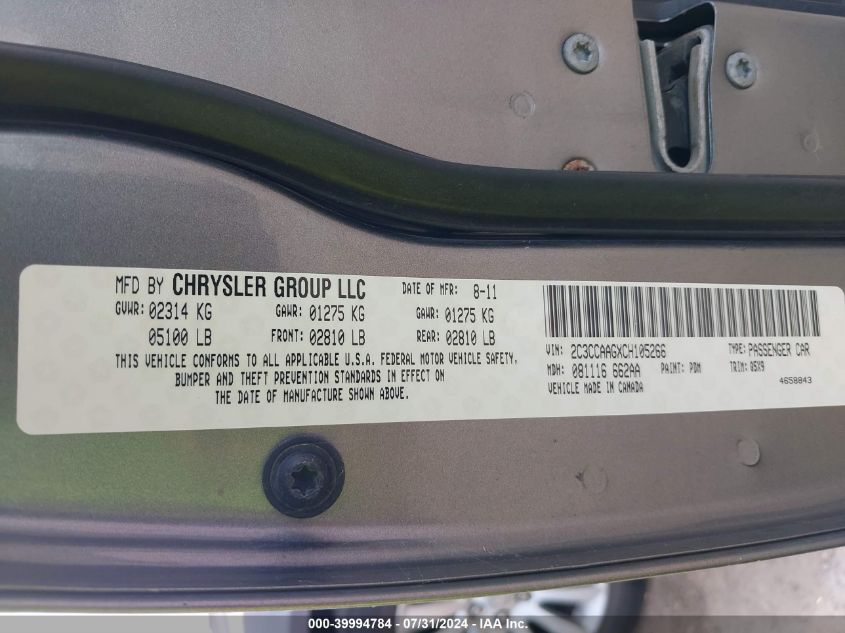 MFD BY CHRYSLER GROUP LLC DATE OF MFR: 8-11
GVWR: 02314 KG GAWR: 01275 KG GAWR: 01275 KG
05100 LB FRONT: 02810 LB REAR: 02810 LB
THIS VEHICLE CONFORMS TO ALL APPLICABLE U.S.A. FEDERAL MOTOR VEHICLE SAFETY,
BUMPER AND THEFT PREVENTION STANDARDS IN EFFECT ON
THE DATE OF MANUFACTURE SHOWN ABOVE.
VIN: 2C3CCAAGXCH105266 TYPE: PASSENGER CAR
MDH: 081116 662AA PAINT: PDM TRIM: 05X9
VEHICLE MADE IN CANADA 4658843
000-39994784 - 07/31/2024 - IAA Inc.